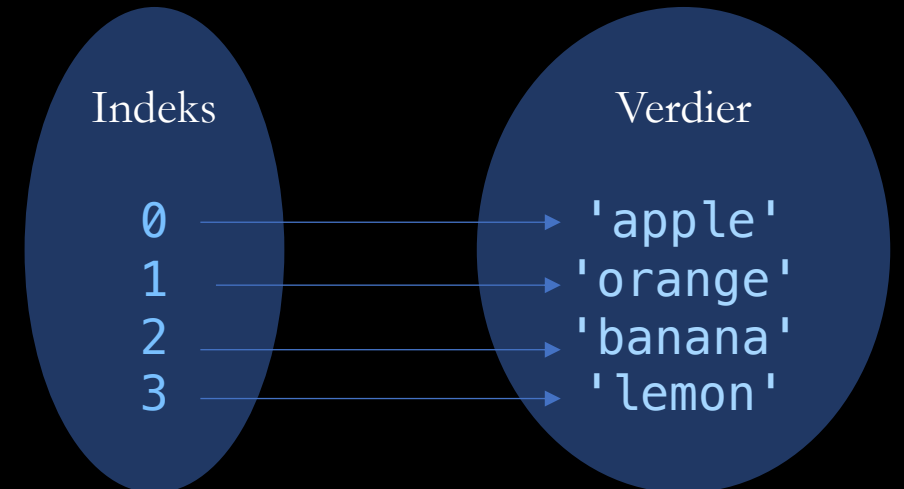 Indeks Verdier
0 'apple'
1 'orange'
2 'banana'
3 'lemon'